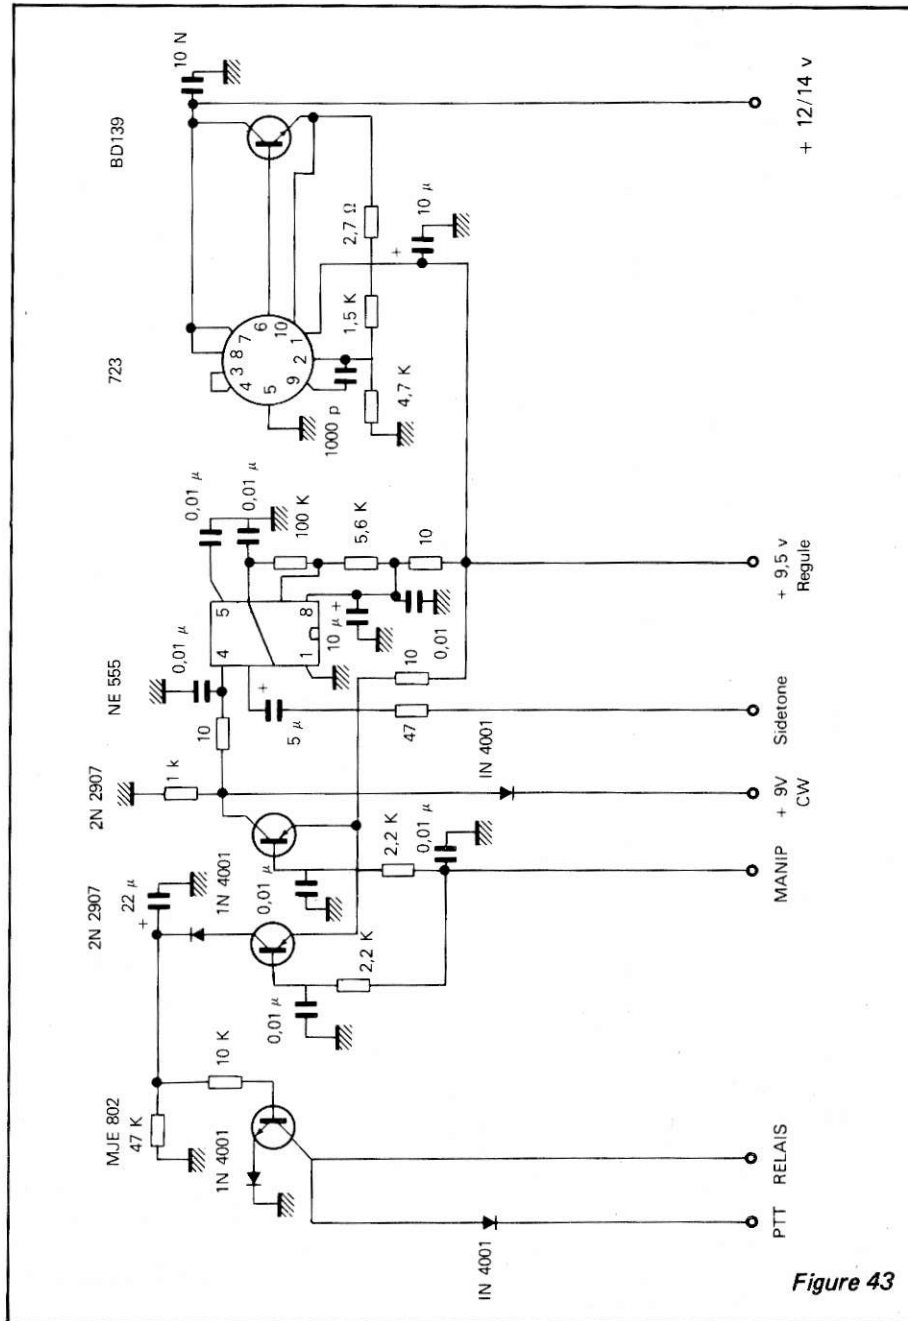 MJE 802
47 K
10 K
1N 4001
IN 4001
PTT
RELAIS
2N 2907
22 µ
+
1N 4001
0,01 µ
2,2 K
MANIP
2N 2907
1 k
0,01 µ
2,2 K
0,01 µ
IN 4001
+ 9V
CW
NE 555
0,01 µ
10
4
5
1
8
+
5 µ
47
Sidetone
0,01 µ
0,01 µ
100 K
5,6 K
10
10 µ +
0,01
10
+ 9,5 v
Regule
723
4
3
8
7
6
10
1
2
9
5
1000 p
4,7 K
1,5 K
2,7 Ω
+
10 µ
BD139
10 N
+ 12/14 v
Figure 43